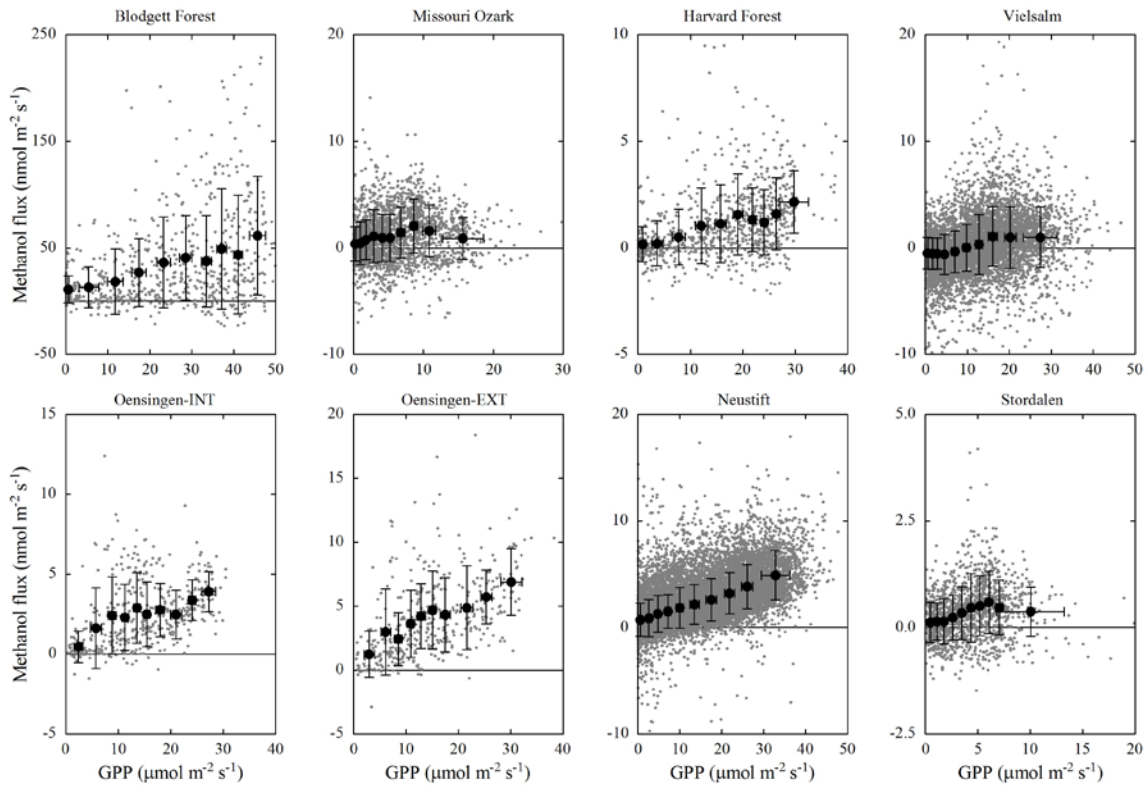 Blodgett Forest Missouri Ozark Harvard Forest Vielsalm
Methanol flux (nmol m⁻² s⁻¹)
250
150
50
-50
0 10 20 30 40 50
20
10
0
-10
0 10 20 30
10
5
0
-5
0 10 20 30 40 50
20
10
0
-10
0 10 20 30 40 50
Oensingen-INT Oensingen-EXT Neustift Stordalen
Methanol flux (nmol m⁻² s⁻¹)
15
10
5
0
-5
0 10 20 30 40
GPP (μmol m⁻² s⁻¹)
20
15
10
5
0
-5
0 10 20 30 40
GPP (μmol m⁻² s⁻¹)
20
10
0
-10
0 10 20 30 40 50
GPP (μmol m⁻² s⁻¹)
5.0
2.5
0.0
-2.5
0 5 10 15 20
GPP (μmol m⁻² s⁻¹)